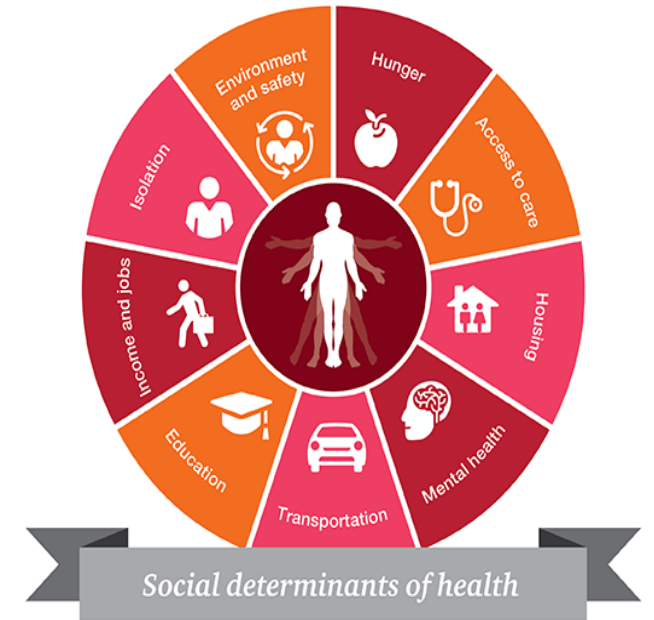 Environment
and safety
Hunger
Access to care
Housing
Mental health
Transportation
Education
Income and jobs
Isolation
Social determinants of health